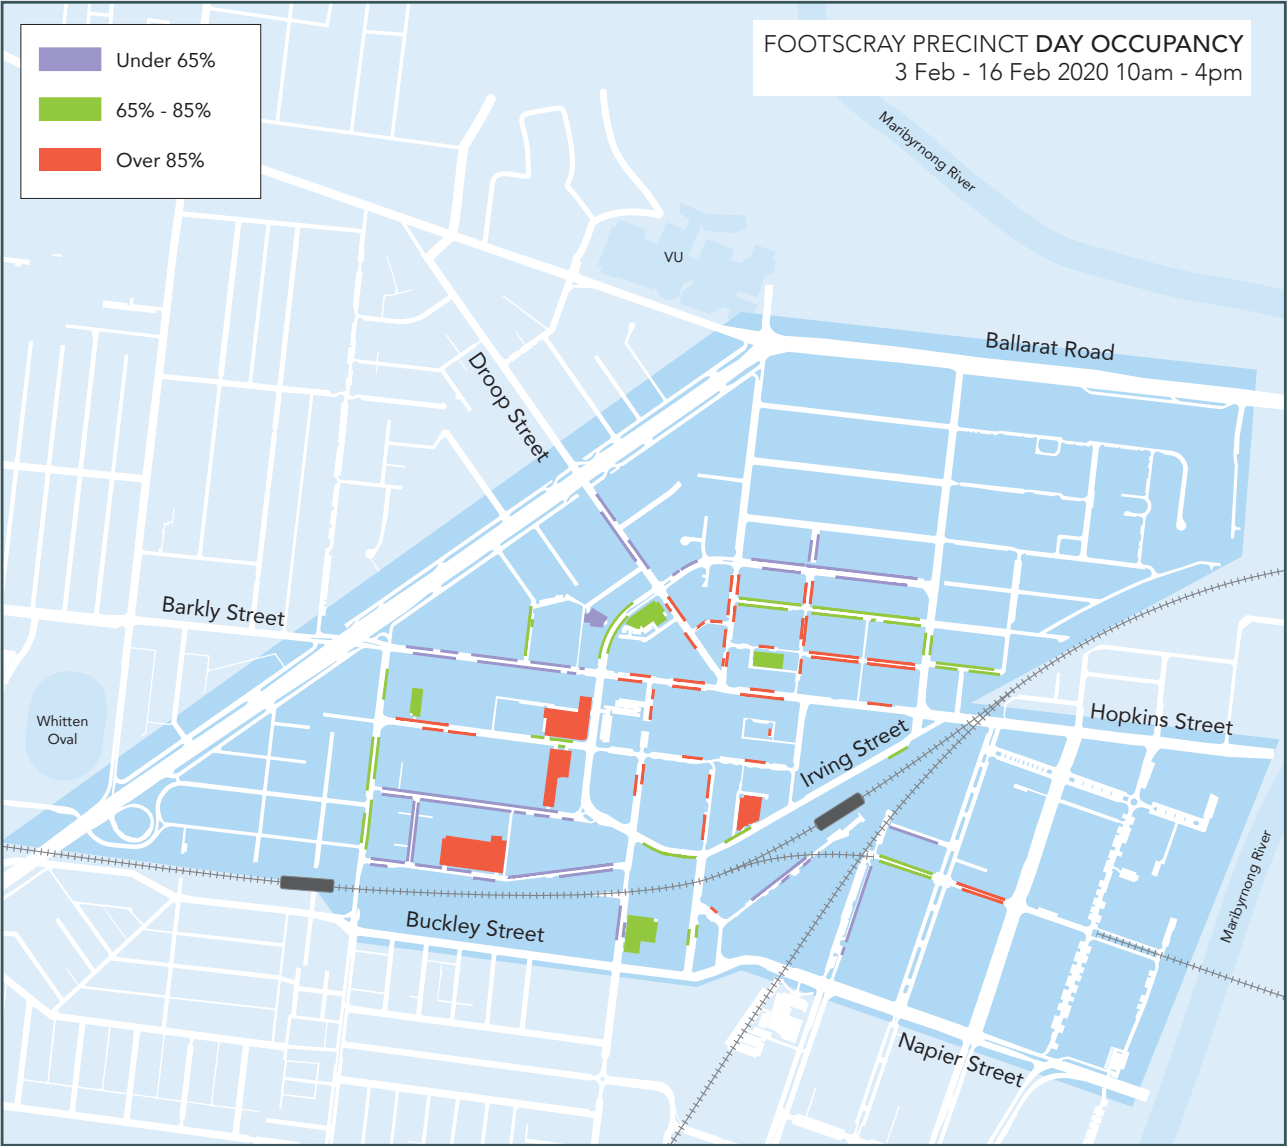 Under 65%
65% - 85%
Over 85%
FOOTSCRAY PRECINCT DAY OCCUPANCY
3 Feb - 16 Feb 2020 10am - 4pm
Maribyrnong River
VU
Ballarat Road
Droop Street
Barkly Street
Whitten
Oval
Hopkins Street
Irving Street
Maribyrnong River
Buckley Street
Napier Street